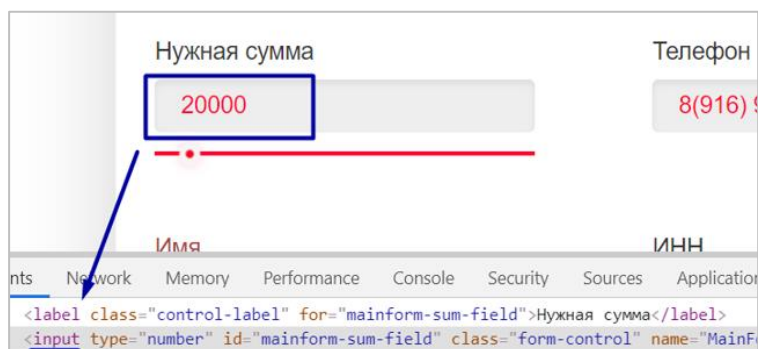 Нужная сумма Телефон
20000 8(916)
Имя ИНН
nts Network Memory Performance Console Security Sources Application
<label class="control-label" for="mainform-sum-field">Нужная сумма</label>
<input type="number" id="mainform-sum-field" class="form-control" name="MainF